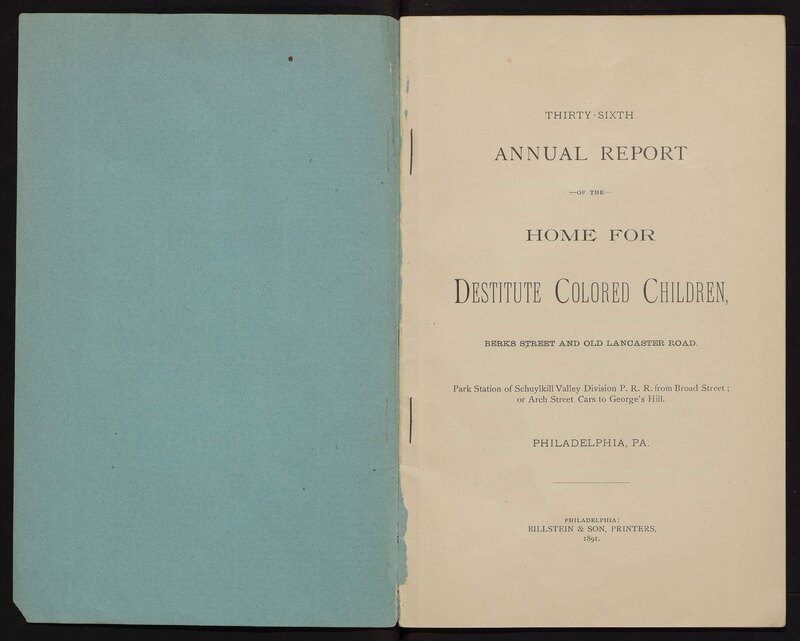 THIRTY-SIXTH
ANNUAL REPORT
—OF THE—
HOME FOR
DESTITUTE COLORED CHILDREN,
BERKS STREET AND OLD LANCASTER ROAD.
Park Station of Schuylkill Valley Division P. R. R. from Broad Street;
or Arch Street Cars to George's Hill.
PHILADELPHIA, PA.
PHILADELPHIA:
BILLSTEIN & SON, PRINTERS,
1891.